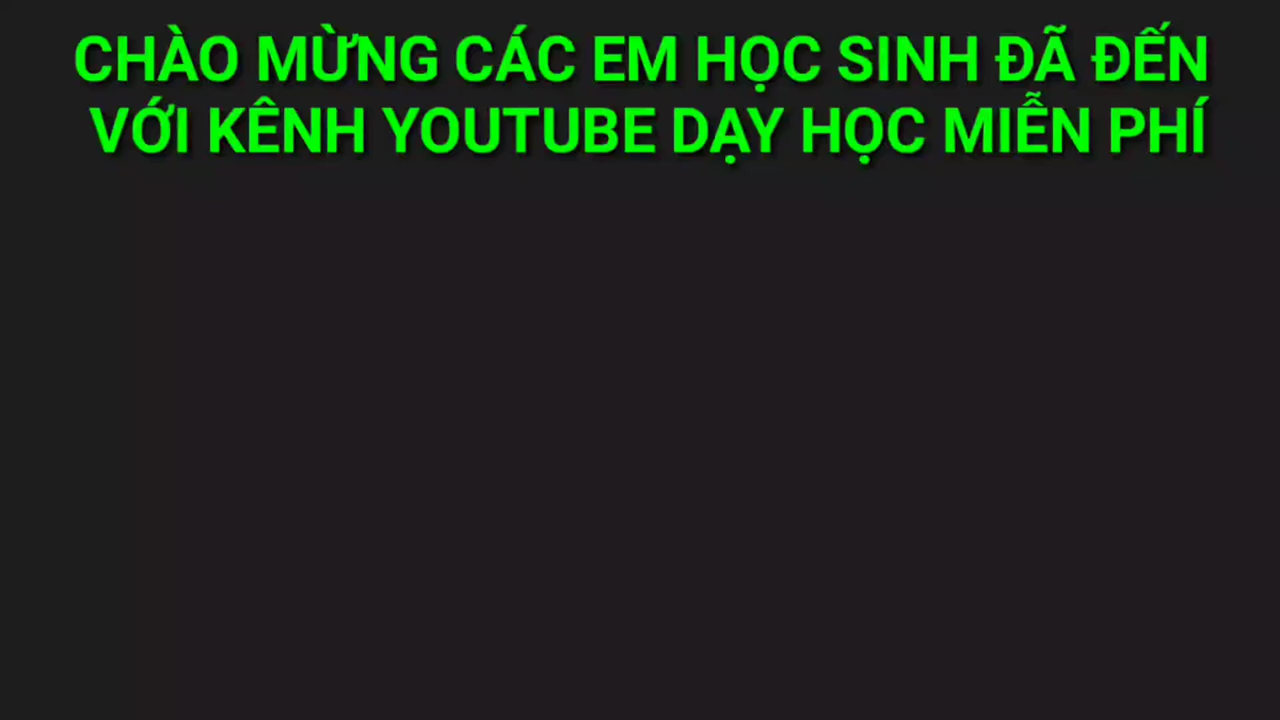 CHÀO MỪNG CÁC EM HỌC SINH ĐÃ ĐẾN
VỚI KÊNH YOUTUBE DẠY HỌC MIỄN PHÍ